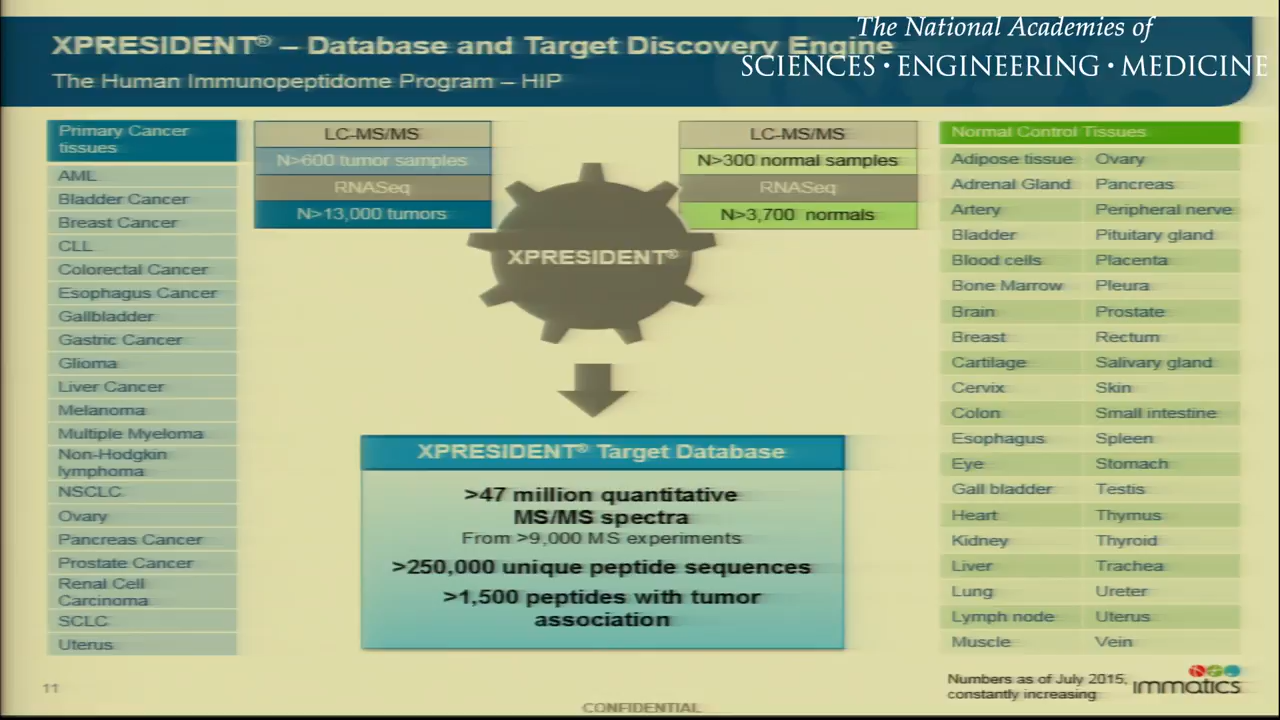 The National Academies of
SCIENCES • ENGINEERING • MEDICINE
XPRESIDENT® – Database and Target Discovery Engine
The Human Immunopeptidome Program – HIP
Primary Cancer
tissues
AML
Bladder Cancer
Breast Cancer
CLL
Colorectal Cancer
Esophagus Cancer
Gallbladder
Gastric Cancer
Glioma
Liver Cancer
Melanoma
Multiple Myeloma
Non-Hodgkin
lymphoma
NSCLC
Ovary
Pancreas Cancer
Prostate Cancer
Renal Cell
Carcinoma
SCLC
Uterus
LC-MS/MS
N>600 tumor samples
RNASeq
N>13,000 tumors
XPRESIDENT®
LC-MS/MS
N>300 normal samples
RNASeq
N>3,700 normals
XPRESIDENT® Target Database
>47 million quantitative
MS/MS spectra
From >9,000 MS experiments
>250,000 unique peptide sequences
>1,500 peptides with tumor
association
Normal Control Tissues
Adipose tissue Ovary
Adrenal Gland Pancreas
Artery Peripheral nerve
Bladder Pituitary gland
Blood cells Placenta
Bone Marrow Pleura
Brain Prostate
Breast Rectum
Cartilage Salivary gland
Cervix Skin
Colon Small intestine
Esophagus Spleen
Eye Stomach
Gall bladder Testis
Heart Thymus
Kidney Thyroid
Liver Trachea
Lung Ureter
Lymph node Uterus
Muscle Vein
Numbers as of July 2015,
constantly increasing
immatics
11
CONFIDENTIAL